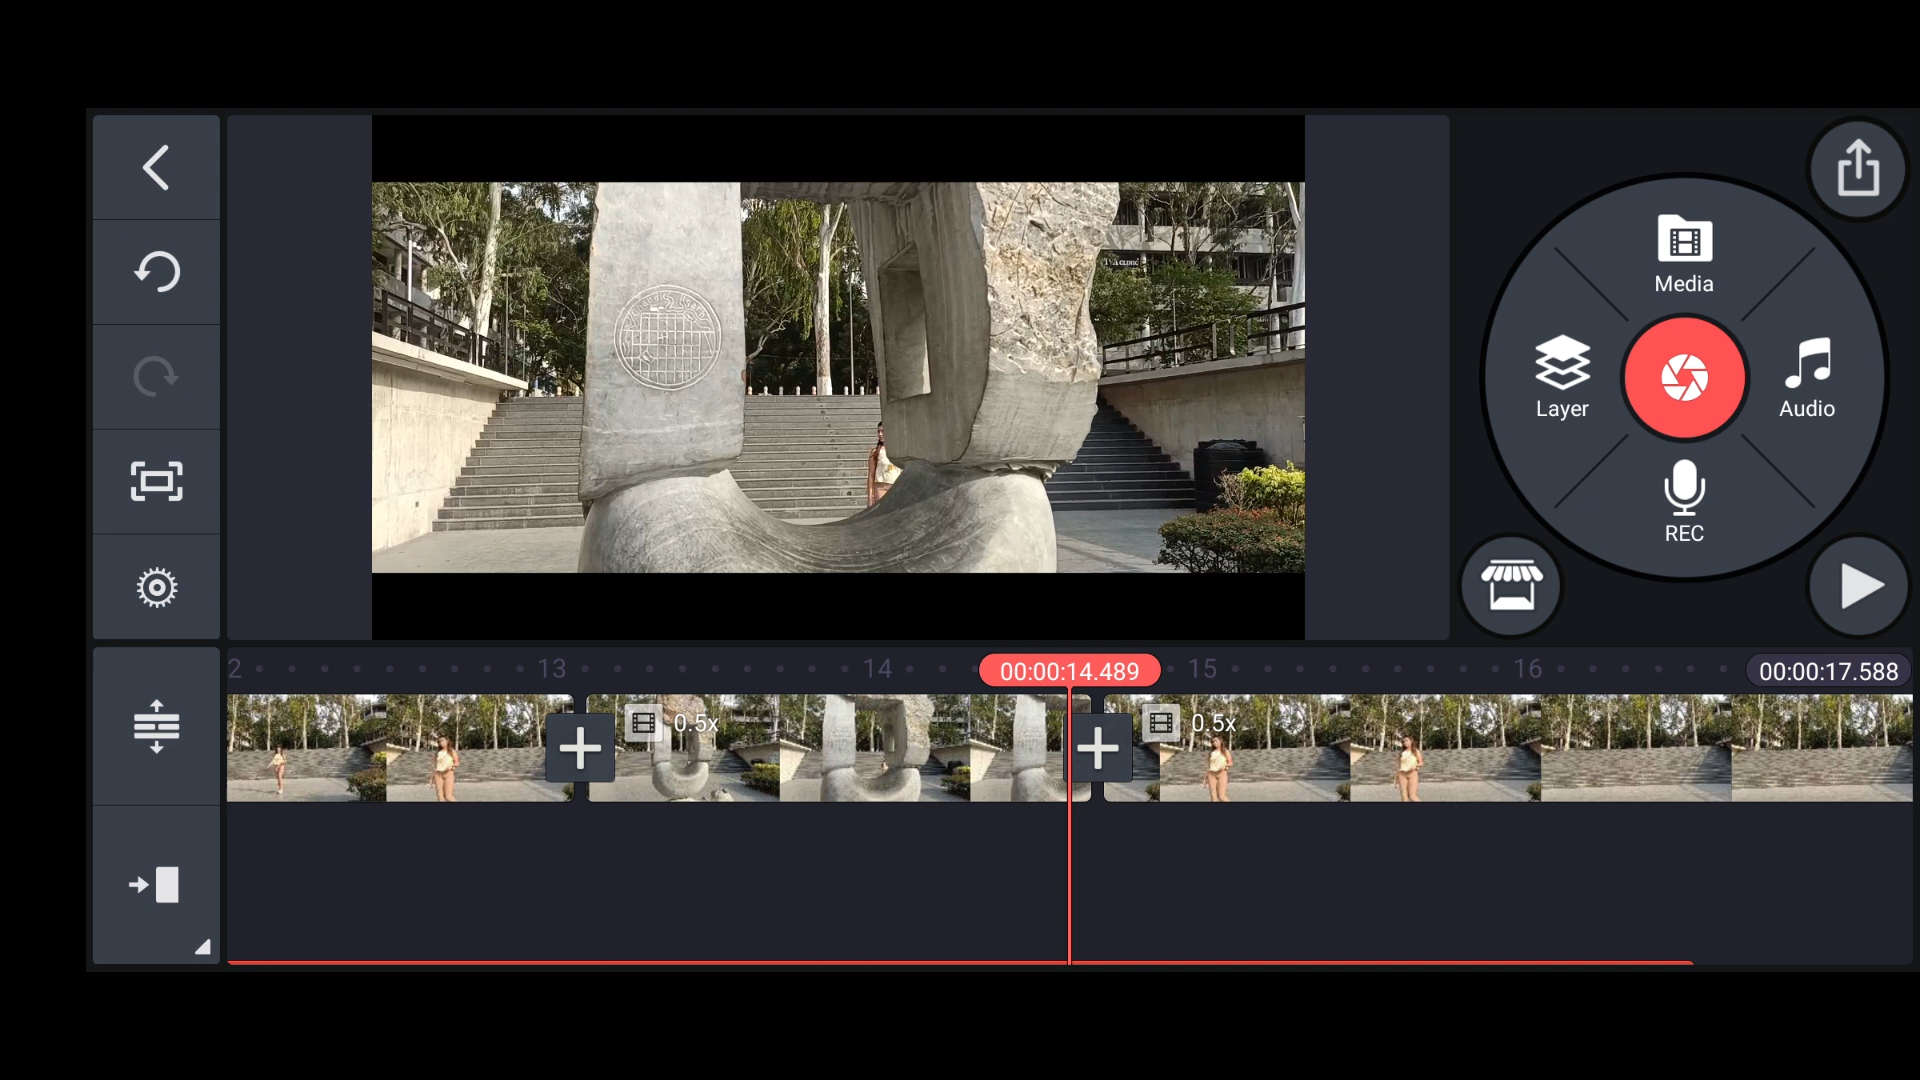 Media
Layer
Audio
REC
2
13
14
00:00:14.489
15
16
00:00:17.588
0.5x
0.5x